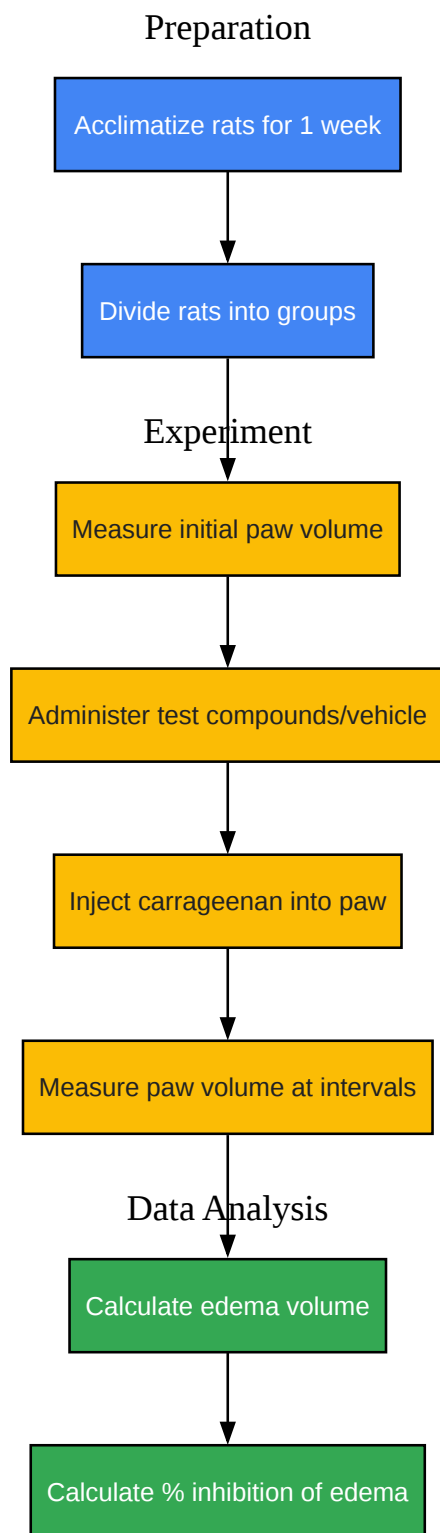 Preparation
Acclimatize rats for 1 week
Divide rats into groups
Experiment
Measure initial paw volume
Administer test compounds/vehicle
Inject carrageenan into paw
Measure paw volume at intervals
Data Analysis
Calculate edema volume
Calculate % inhibition of edema